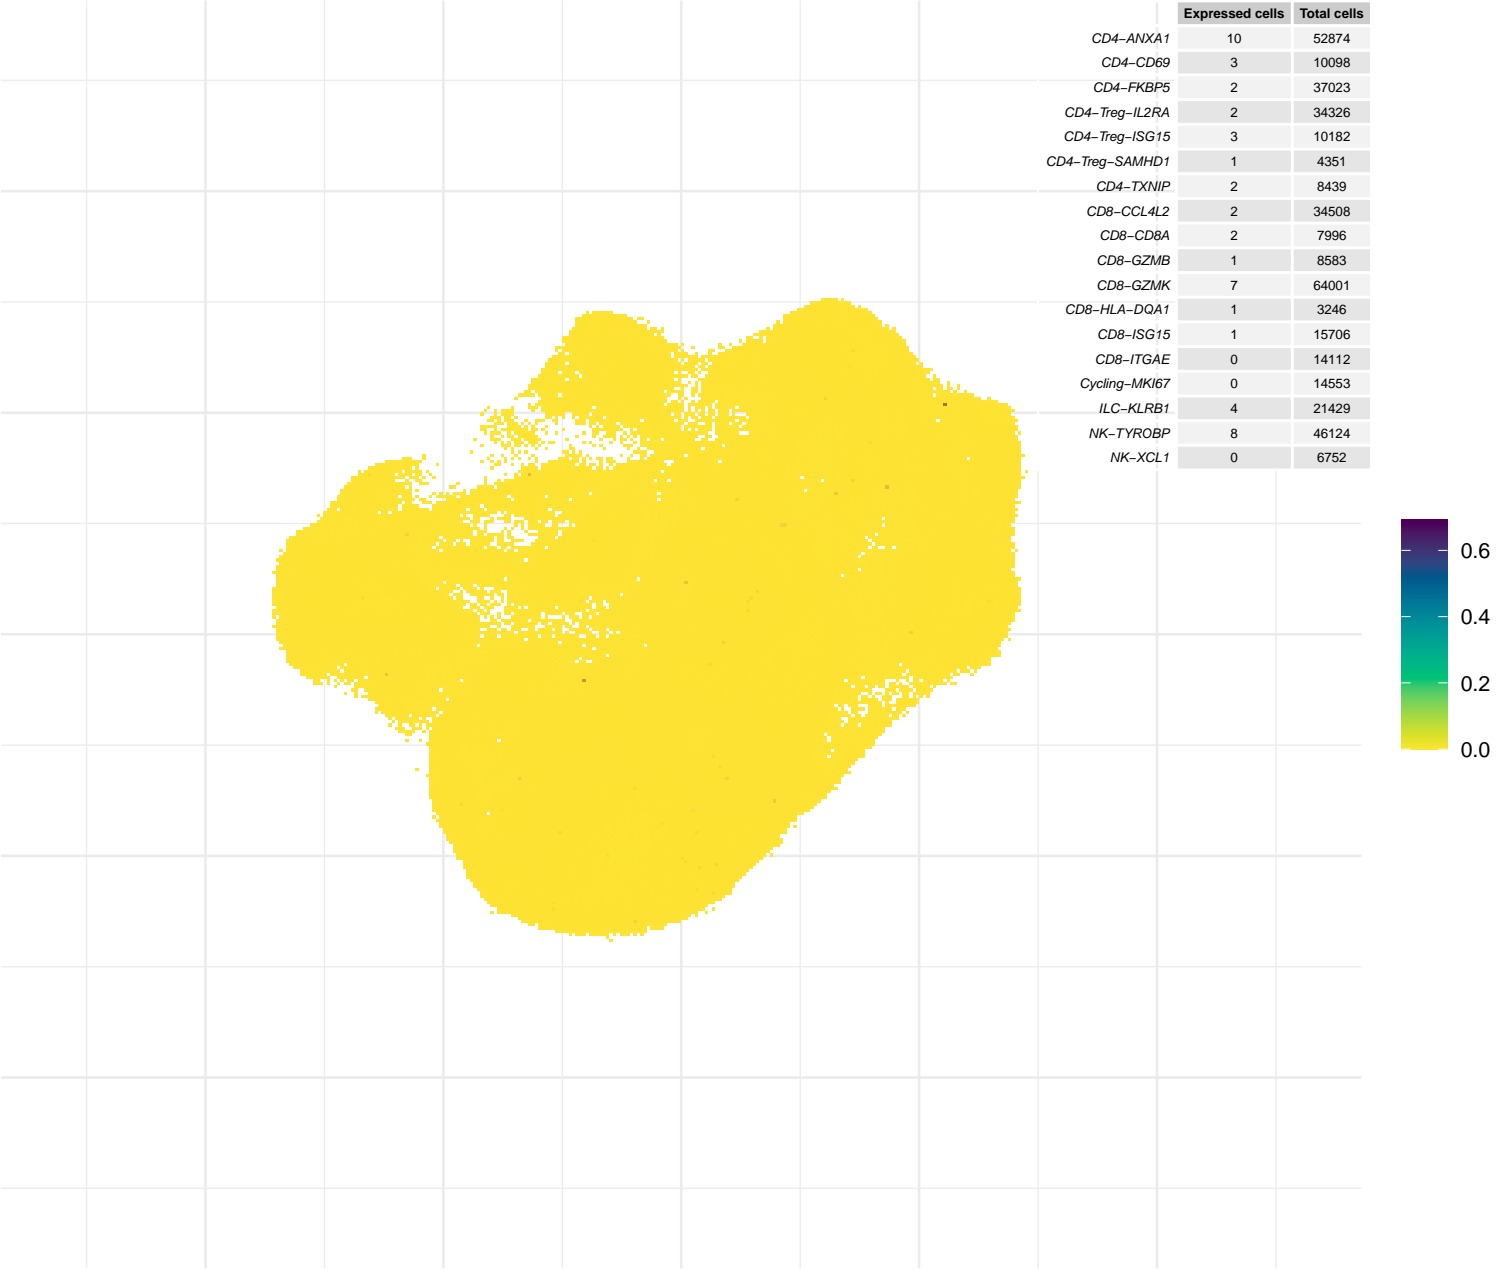 Expressed cells Total cells
CD4−ANXA1 10 52874
CD4−CD69 3 10098
CD4−FKBP5 2 37023
CD4−Treg−IL2RA 2 34326
CD4−Treg−ISG15 3 10182
CD4−Treg−SAMHD1 1 4351
CD4−TXNIP 2 8439
CD8−CCL4L2 2 34508
CD8−CD8A 2 7996
CD8−GZMB 1 8583
CD8−GZMK 7 64001
CD8−HLA−DQA1 1 3246
CD8−ISG15 1 15706
CD8−ITGAE 0 14112
Cycling−MKI67 0 14553
ILC−KLRB1 4 21429
NK−TYROBP 8 46124
NK−XCL1 0 6752
0.6
0.4
0.2
0.0